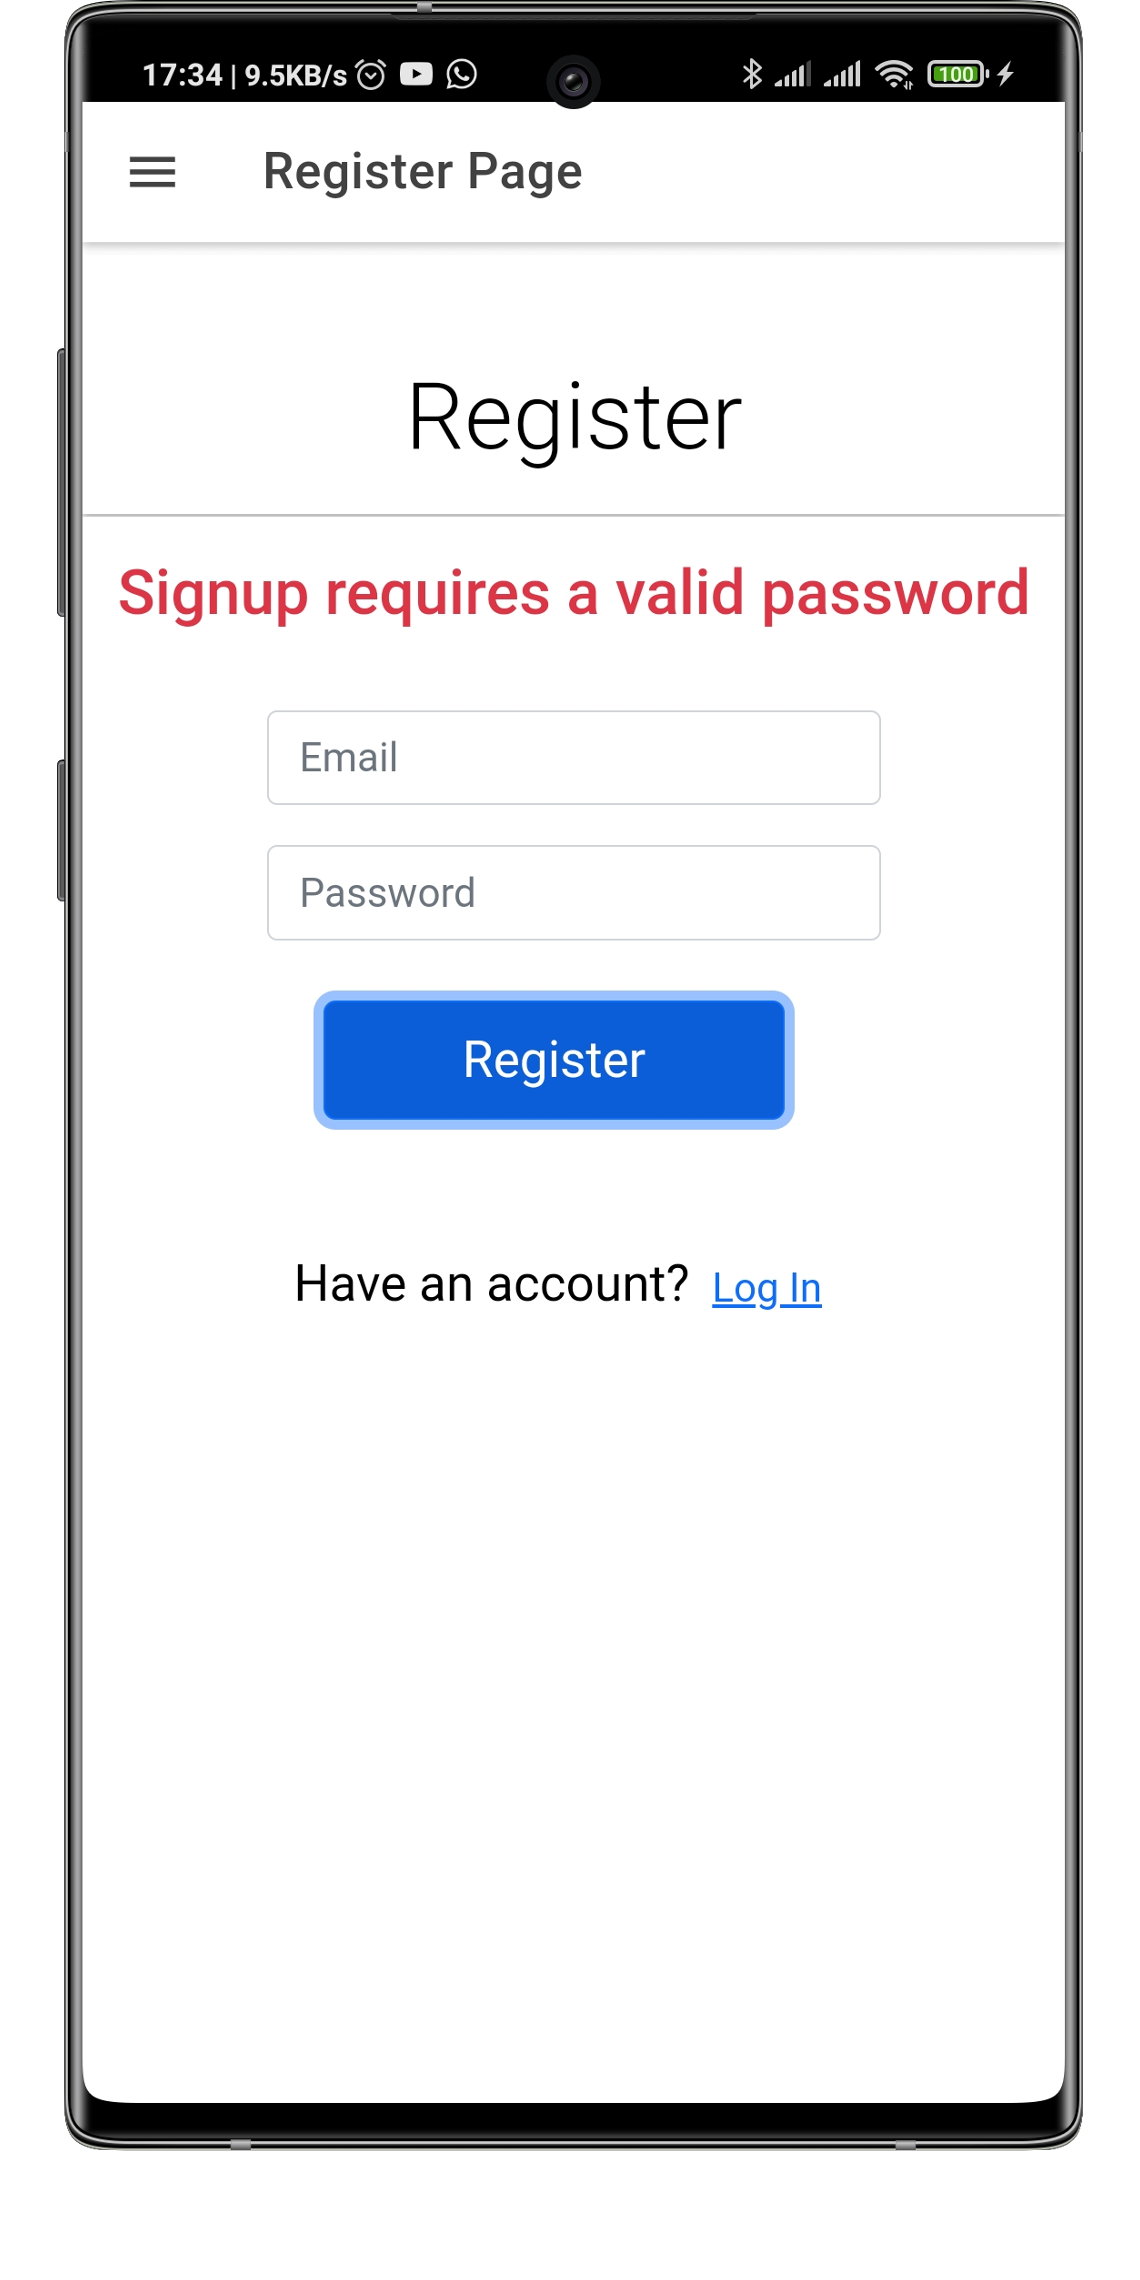 17:34 | 9.5KB/s 100
Register Page
Register
Signup requires a valid password
Email
Password
Register
Have an account? Log In